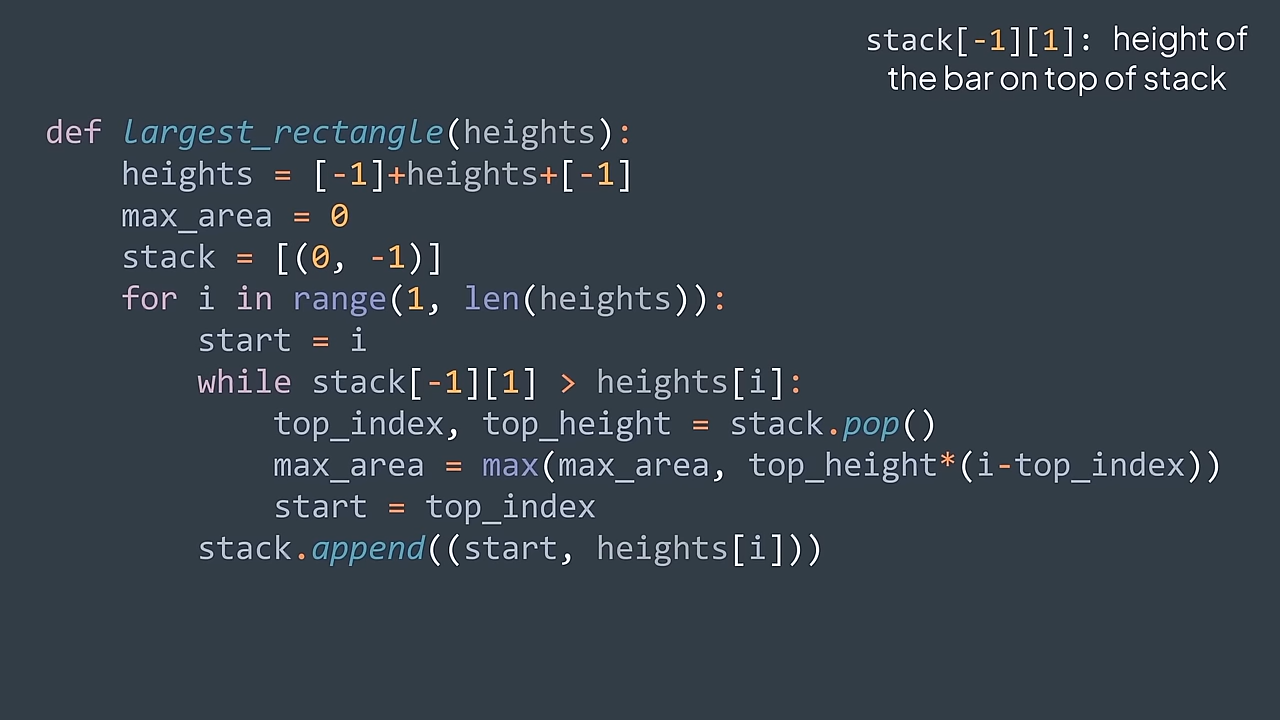 stack[-1][1]: height of
the bar on top of stack
def largest_rectangle(heights):
    heights = [-1]+heights+[-1]
    max_area = 0
    stack = [(0, -1)]
    for i in range(1, len(heights)):
        start = i
        while stack[-1][1] > heights[i]:
            top_index, top_height = stack.pop()
            max_area = max(max_area, top_height*(i-top_index))
            start = top_index
        stack.append((start, heights[i]))